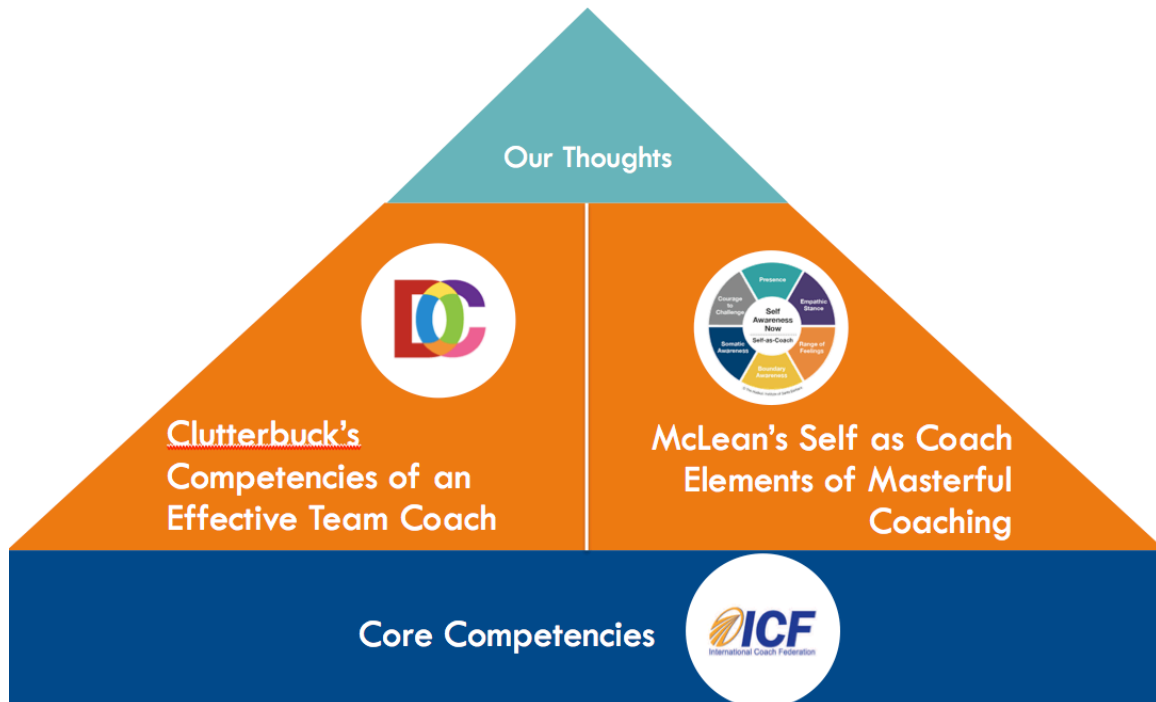 Our Thoughts
DC
Presence
Empathic
Stance
Range of
Feelings
Boundary
Awareness
Somatic
Awareness
Courage
to
Challenge
Self
Awareness
Now
Self-as-Coach
Clutterbuck's
Competencies of an
Effective Team Coach
McLean's Self as Coach
Elements of Masterful
Coaching
Core Competencies
ICF
International Coach Federation